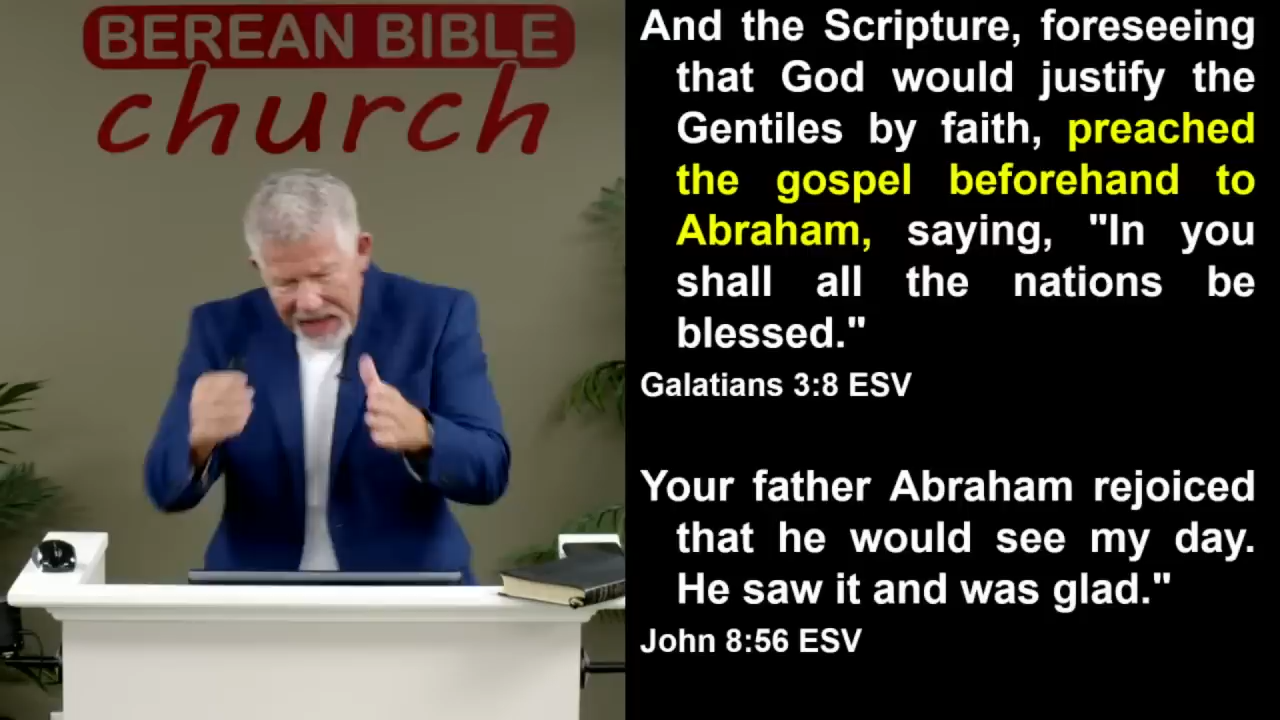 BEREAN BIBLE
church
And the Scripture, foreseeing
that God would justify the
Gentiles by faith, preached
the gospel beforehand to
Abraham, saying, "In you
shall all the nations be
blessed."
Galatians 3:8 ESV
Your father Abraham rejoiced
that he would see my day.
He saw it and was glad."
John 8:56 ESV